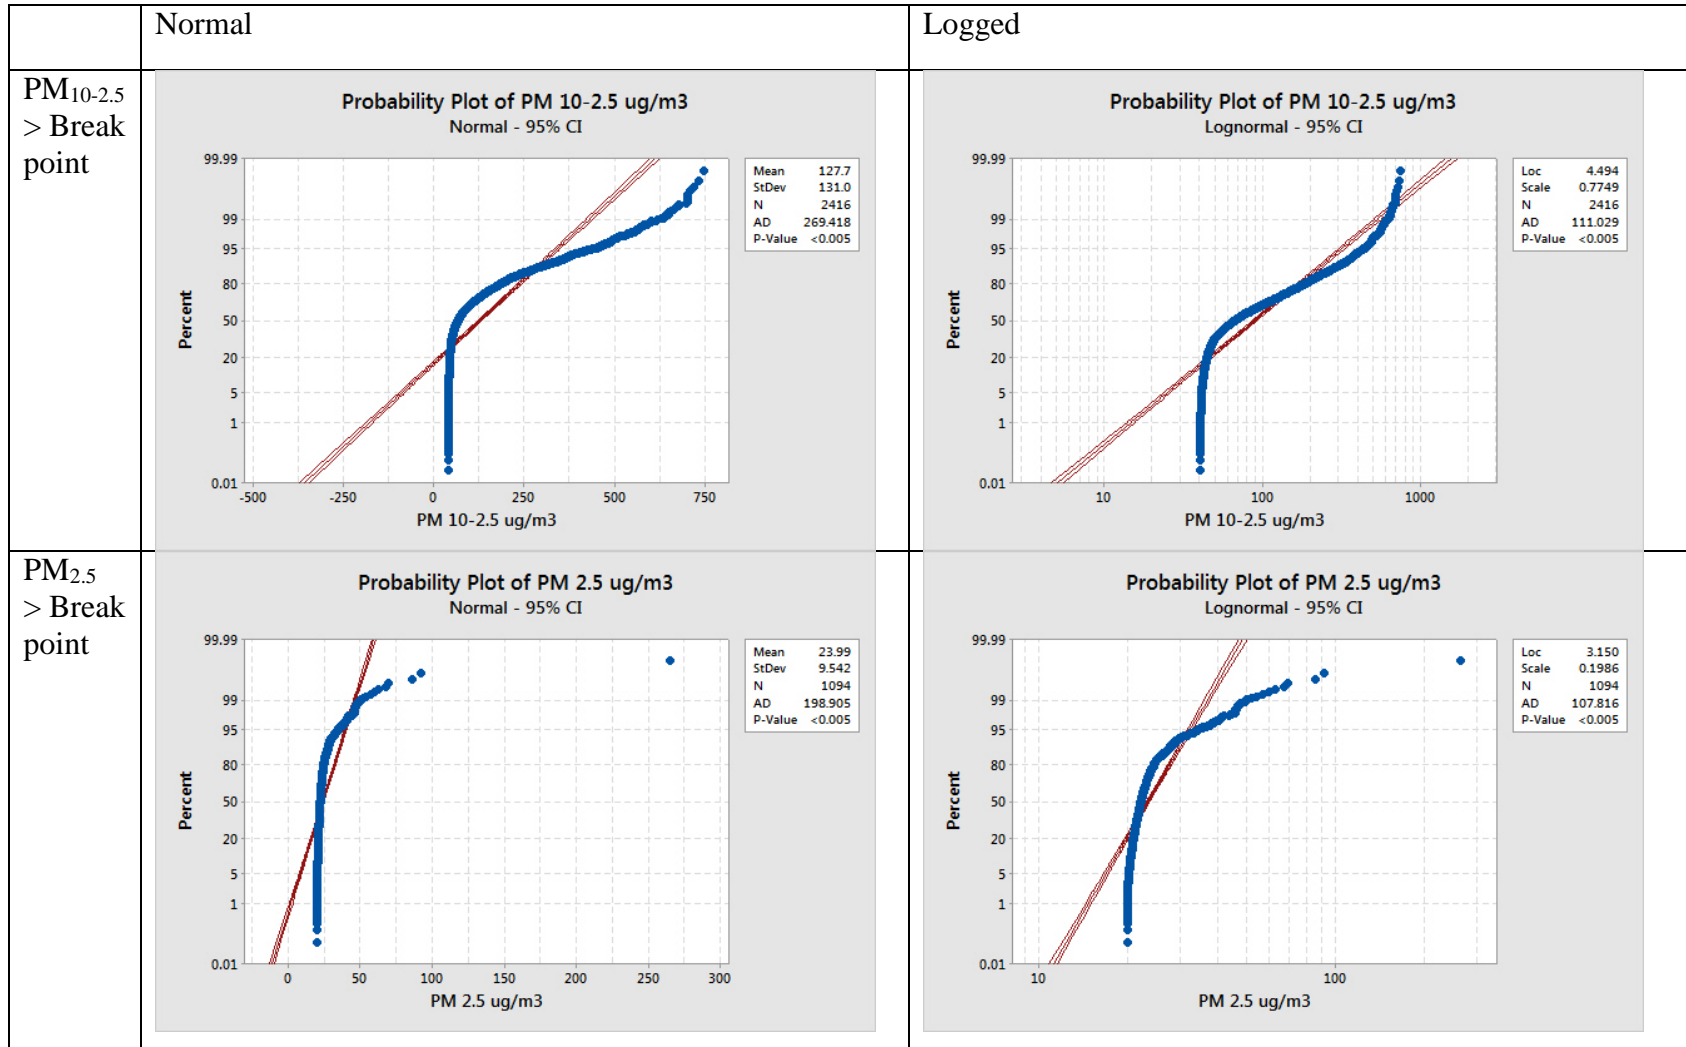 Normal
Logged
PM10-2.5
> Break
point
Probability Plot of PM 10-2.5 ug/m3
Normal - 95% CI
99.99
99
95
80
50
20
5
1
0.01
Percent
-500 -250 0 250 500 750
PM 10-2.5 ug/m3
Mean 127.7
StDev 131.0
N 2416
AD 269.418
P-Value <0.005
Probability Plot of PM 10-2.5 ug/m3
Lognormal - 95% CI
99.99
99
95
80
50
20
5
1
0.01
Percent
10 100 1000
PM 10-2.5 ug/m3
Loc 4.494
Scale 0.7749
N 2416
AD 111.029
P-Value <0.005
PM2.5
> Break
point
Probability Plot of PM 2.5 ug/m3
Normal - 95% CI
99.99
99
95
80
50
20
5
1
0.01
Percent
0 50 100 150 200 250 300
PM 2.5 ug/m3
Mean 23.99
StDev 9.542
N 1094
AD 198.905
P-Value <0.005
Probability Plot of PM 2.5 ug/m3
Lognormal - 95% CI
99.99
99
95
80
50
20
5
1
0.01
Percent
10 100
PM 2.5 ug/m3
Loc 3.150
Scale 0.1986
N 1094
AD 107.816
P-Value <0.005